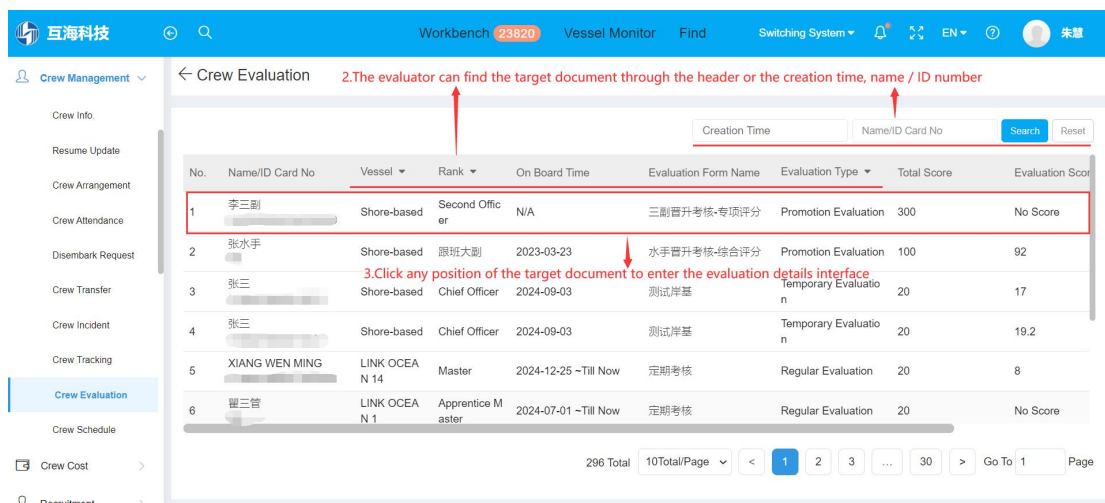 互海科技
Workbench 23820 Vessel Monitor Find Switching System EN 朱慧
Crew Management
Crew Info.
Resume Update
Crew Arrangement
Crew Attendance
Disembark Request
Crew Transfer
Crew Incident
Crew Tracking
Crew Evaluation
Crew Schedule
Crew Cost
Recruitment
← Crew Evaluation
2.The evaluator can find the target document through the header or the creation time, name / ID number
Creation Time Name/ID Card No Search Reset
No. Name/ID Card No Vessel Rank On Board Time Evaluation Form Name Evaluation Type Total Score Evaluation Scor
1 李三副 Shore-based Second Offic N/A 三副晋升考核-专项评分 Promotion Evaluation 300 No Score
er
2 张水手 Shore-based 跟班大副 2023-03-23 水手晋升考核-综合评分 Promotion Evaluation 100 92
3.Click any position of the target document to enter the evaluation details interface
3 张三 Shore-based Chief Officer 2024-09-03 测试岸基 Temporary Evaluatio 20 17
n
4 张三 Shore-based Chief Officer 2024-09-03 测试岸基 Temporary Evaluatio 20 19.2
n
5 XIANG WEN MING LINK OCEA Master 2024-12-25 ~Till Now 定期考核 Regular Evaluation 20 8
N 14
6 瞿三管 LINK OCEA Apprentice M 2024-07-01 ~Till Now 定期考核 Regular Evaluation 20 No Score
N 1 aster
296 Total 10Total/Page < 1 2 3 ... 30 > Go To 1 Page